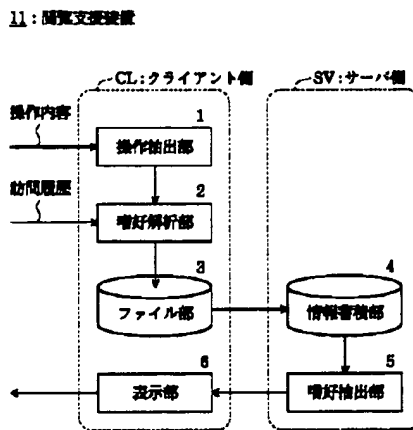 11：閲覧支援装置
CL：クライアント側
SV：サーバ側
操作内容
1
操作抽出部
訪問履歴
2
嗜好解析部
3
ファイル部
4
情報蓄積部
6
表示部
5
嗜好抽出部